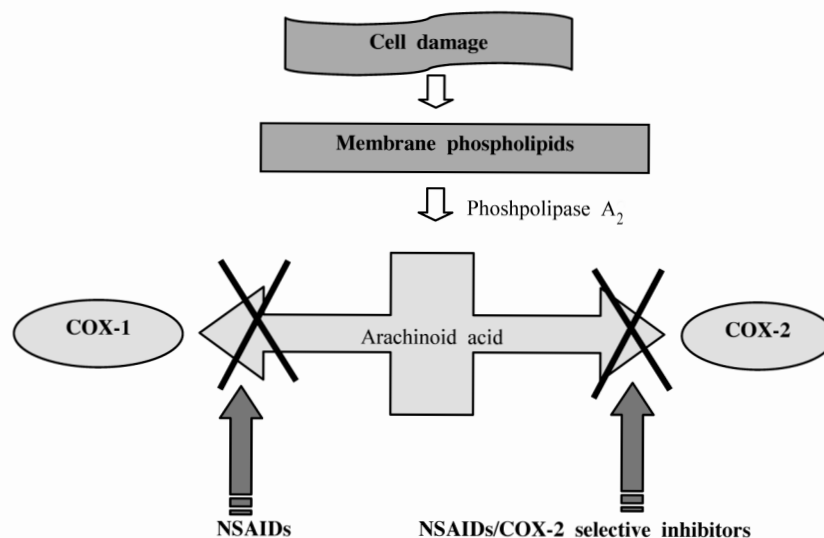 Cell damage
Membrane phospholipids
Phoshpolipase A2
COX-1
Arachinoid acid
COX-2
NSAIDs
NSAIDs/COX-2 selective inhibitors